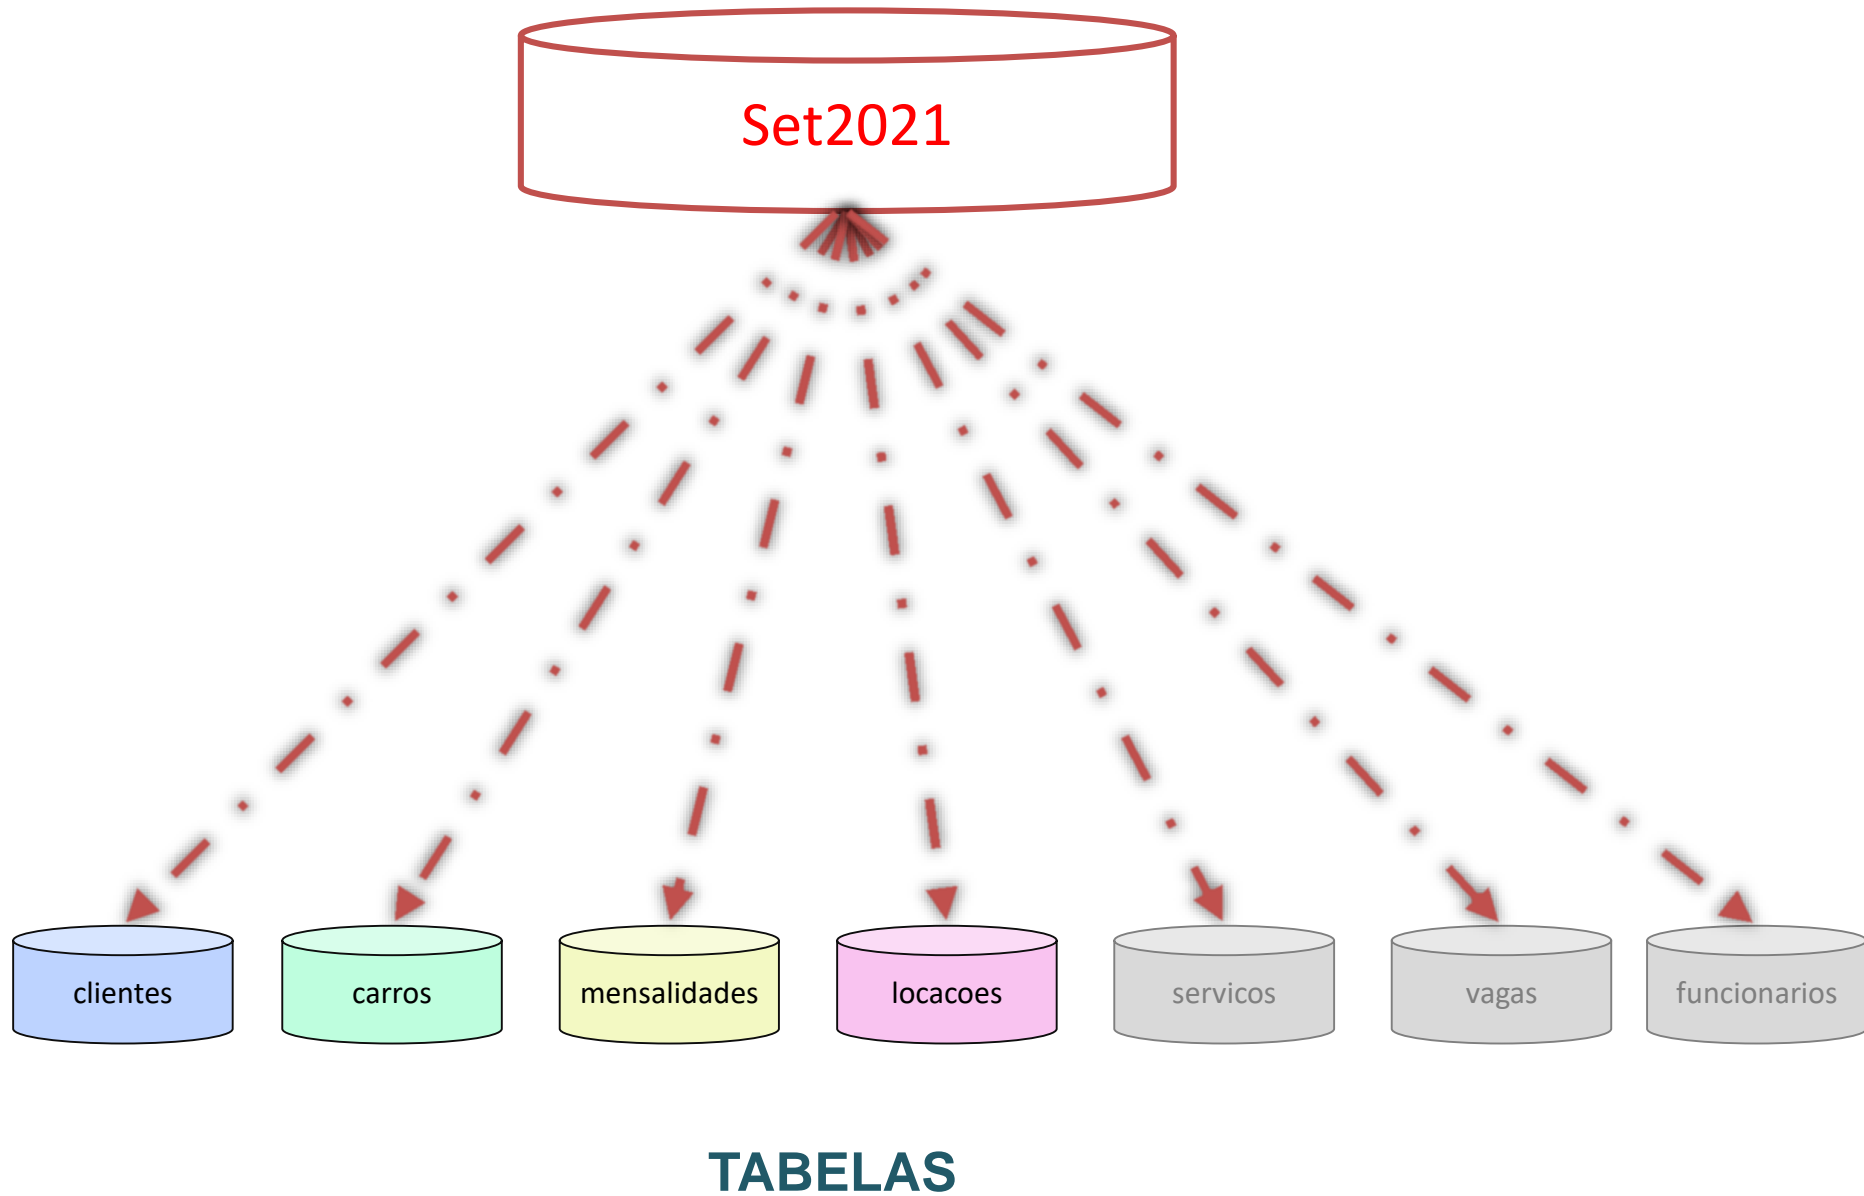 Set2021
clientes
carros
mensalidades
locacoes
servicos
vagas
funcionarios
TABELAS